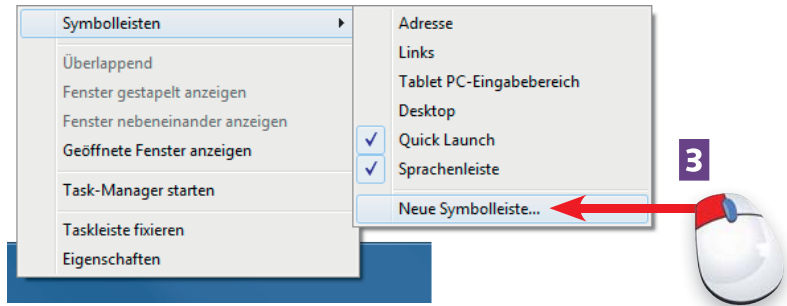 Symbolleisten
Überlappend
Fenster gestapelt anzeigen
Fenster nebeneinander anzeigen
Geöffnete Fenster anzeigen
Task-Manager starten
Taskleiste fixieren
Eigenschaften
Adresse
Links
Tablet PC-Eingabebereich
Desktop
Quick Launch
Sprachenleiste
Neue Symbolleiste...
3